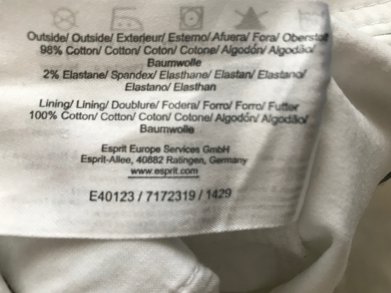 Outside/ Outside/ Exterieur/ Esterno/ Afuera/ Fora/ Oberstof
98% Cotton/ Cotton/ Coton/ Cotone/ Algodón/ Algodão/
Baumwolle
2% Elastane/ Spandex/ Elasthane/ Elastan/ Elastano/
Elastano/ Elasthan
Lining/ Lining/ Doublure/ Fodera/ Forro/ Forro/ Futter
100% Cotton/ Cotton/ Coton/ Cotone/ Algodón/ Algodão/
Baumwolle
Esprit Europe Services GmbH
Esprit-Allee, 40882 Ratingen, Germany
www.esprit.com
E40123 / 7172319 / 1429